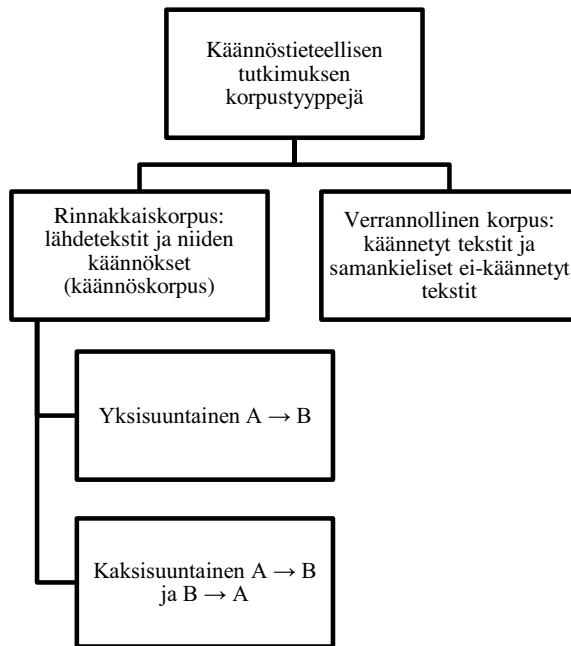 Käännöstieteellisen
tutkimuksen
korpustyyppejä
Rinnakkaiskorpus:
lähdetekstit ja niiden
käännökset
(käännöskorpus)
Verrannollinen korpus:
käännetyt tekstit ja
samankieliset ei-käännetyt
tekstit
Yksisuuntainen A → B
Kaksisuuntainen A → B
ja B → A